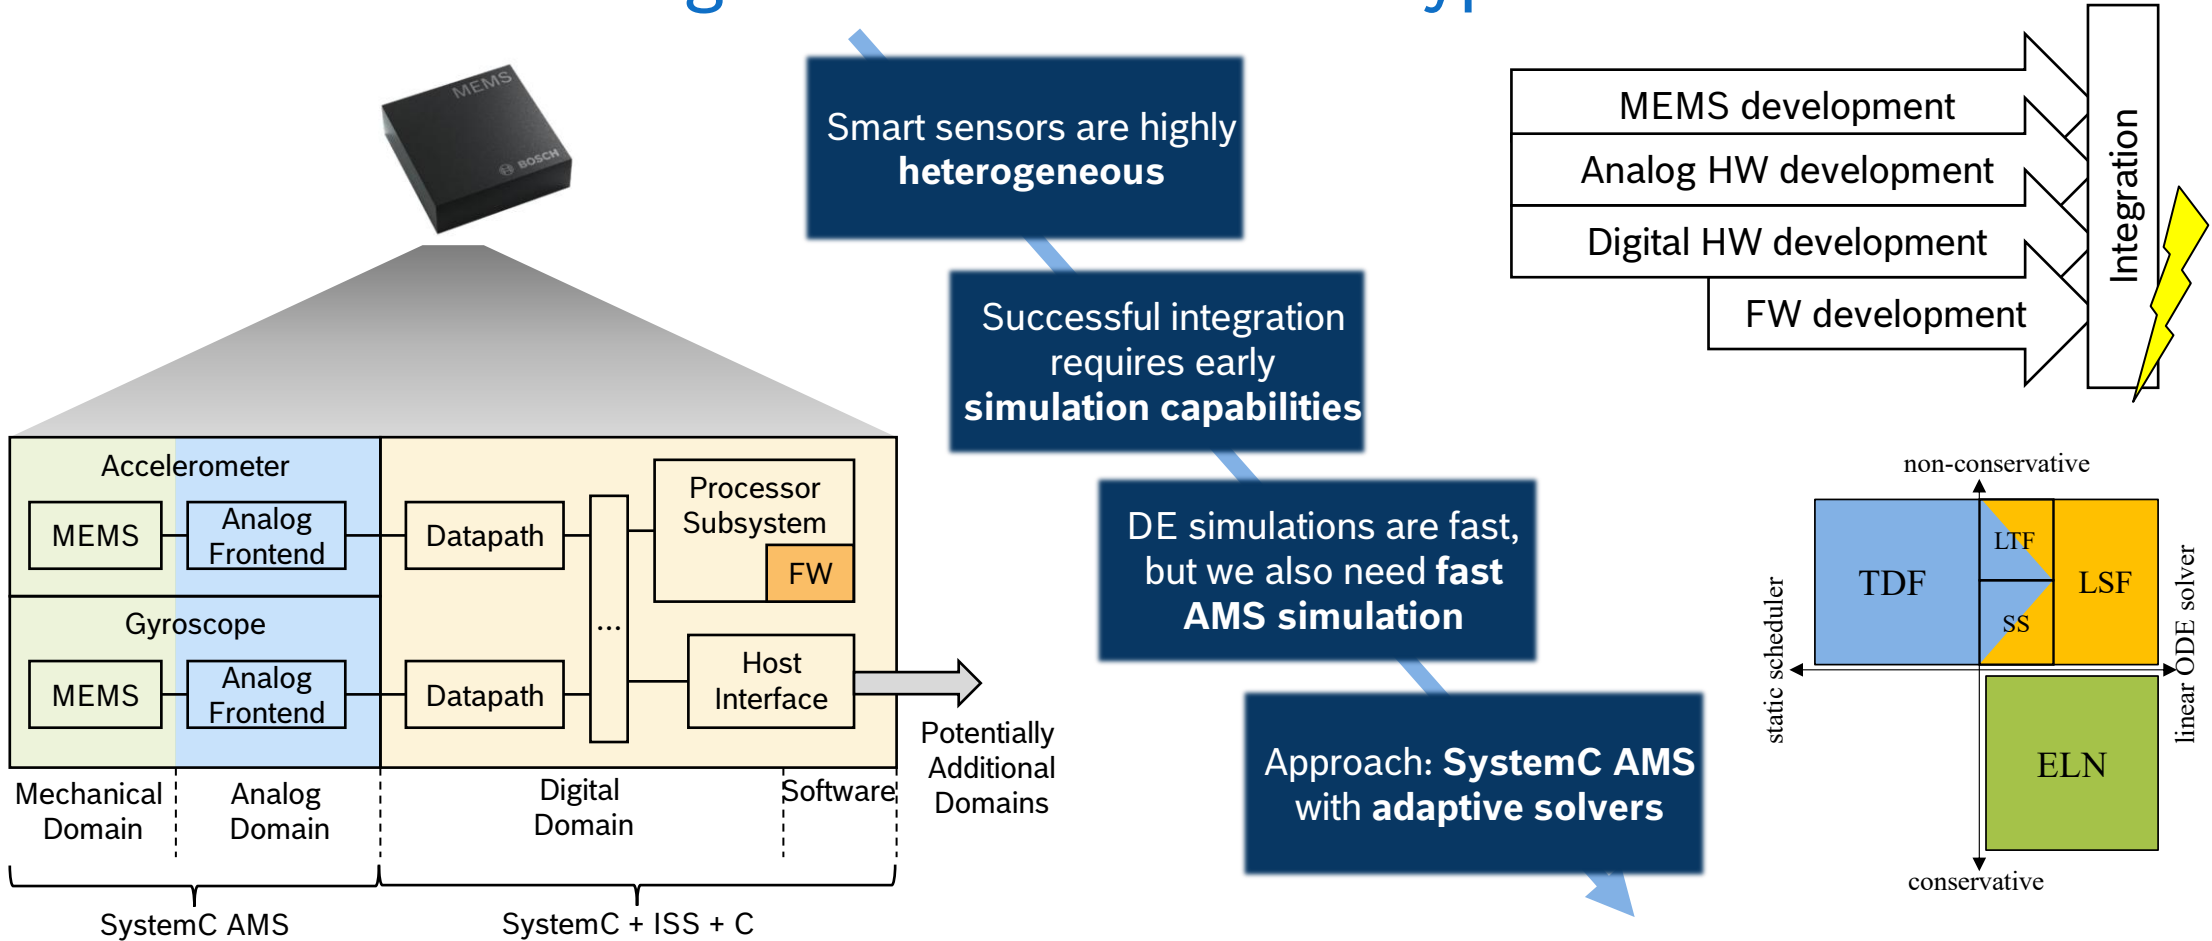 MEMS
BOSCH
Smart sensors are highly
heterogeneous
Successful integration
requires early
simulation capabilities
DE simulations are fast,
but we also need fast
AMS simulation
Approach: SystemC AMS
with adaptive solvers
MEMS development
Analog HW development
Digital HW development
FW development
Integration
Accelerometer
MEMS
Analog
Frontend
Datapath
...
Processor
Subsystem
FW
Gyroscope
MEMS
Analog
Frontend
Datapath
Host
Interface
Potentially
Additional
Domains
Mechanical
Domain
Analog
Domain
Digital
Domain
Software
SystemC AMS
SystemC + ISS + C
non-conservative
TDF
LTF
SS
LSF
static scheduler
linear ODE solver
ELN
conservative